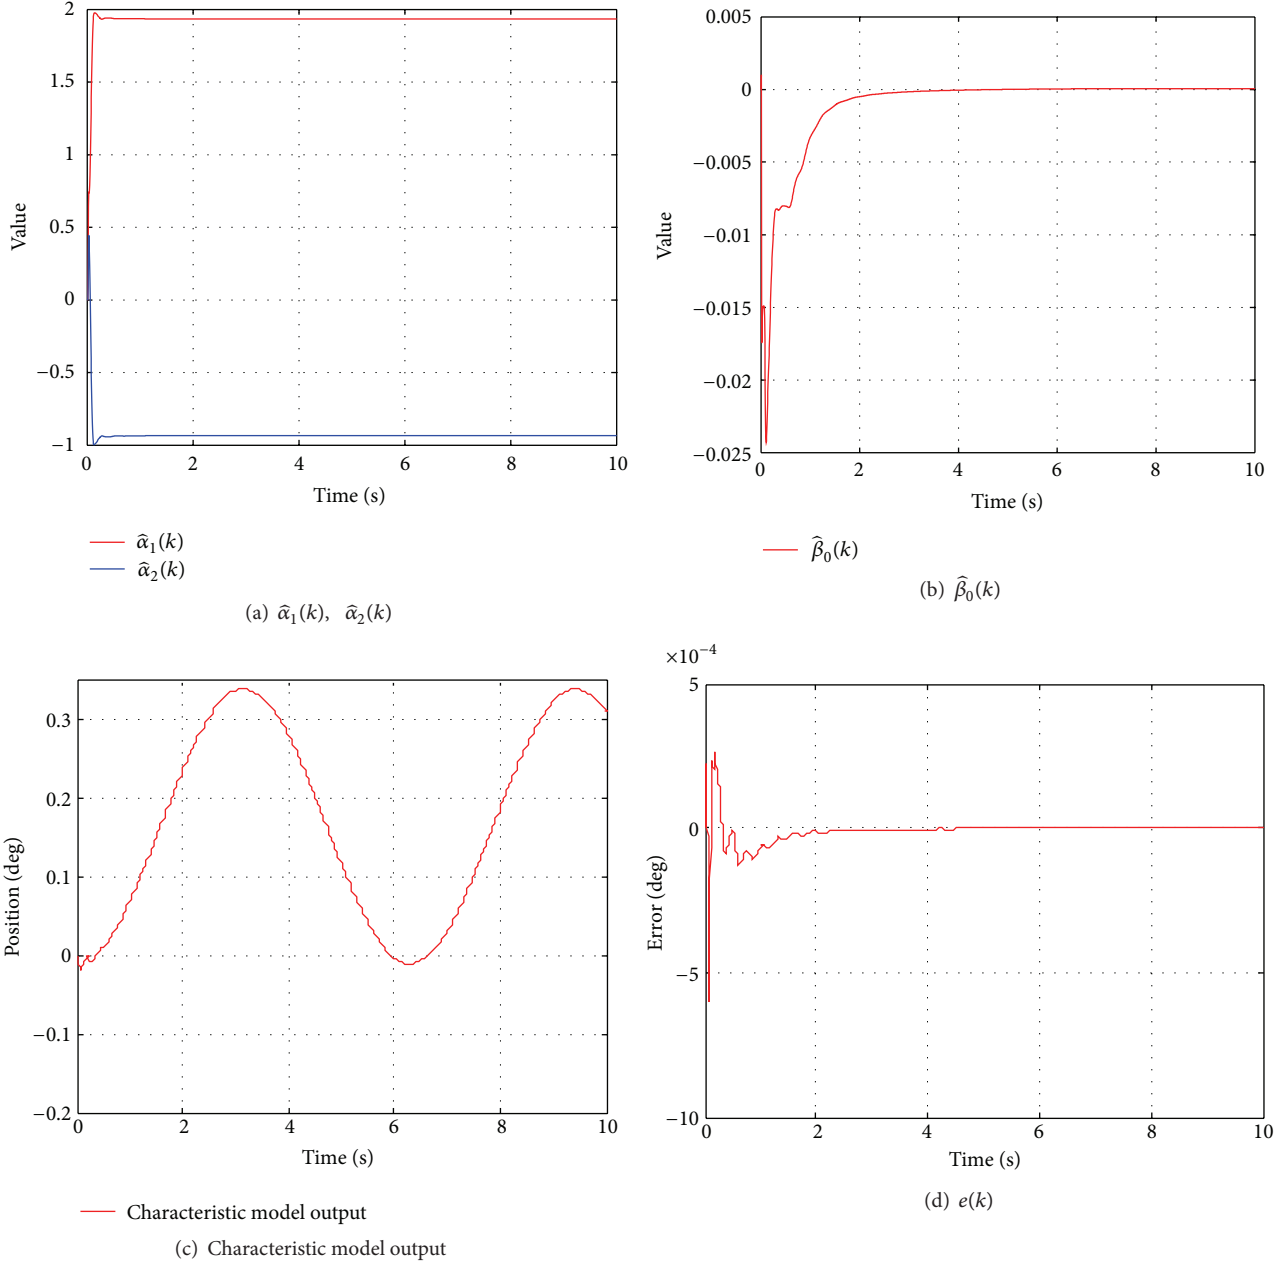 2
1.5
1
0.5
0
−0.5
−1
0 2 4 6 8 10
Value
Time (s)
α̂₁(k)
α̂₂(k)
(a) α̂₁(k), α̂₂(k)
0.005
0
−0.005
−0.01
−0.015
−0.02
−0.025
0 2 4 6 8 10
Value
Time (s)
β̂₀(k)
(b) β̂₀(k)
0.3
0.2
0.1
0
−0.1
−0.2
0 2 4 6 8 10
Position (deg)
Time (s)
Characteristic model output
(c) Characteristic model output
×10⁻⁴
5
0
−5
−10
0 2 4 6 8 10
Error (deg)
Time (s)
(d) e(k)